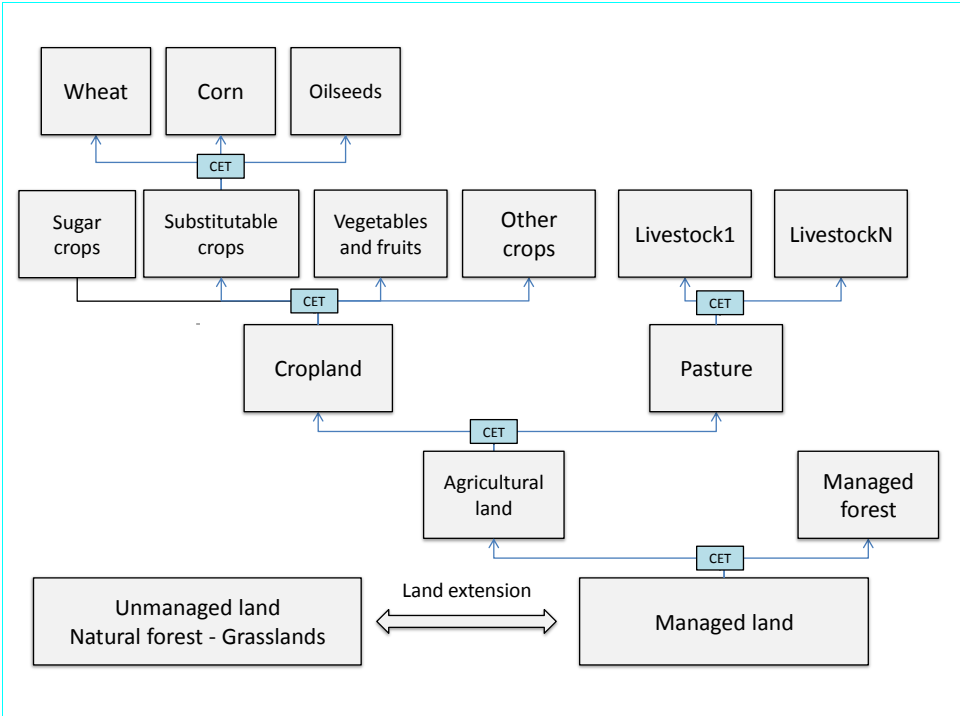 Wheat
Corn
Oilseeds
CET
Sugar
crops
Substitutable
crops
Vegetables
and fruits
Other
crops
Livestock1
LivestockN
CET
CET
Cropland
Pasture
CET
Agricultural
land
Managed
forest
CET
Unmanaged land
Natural forest - Grasslands
Land extension
Managed land